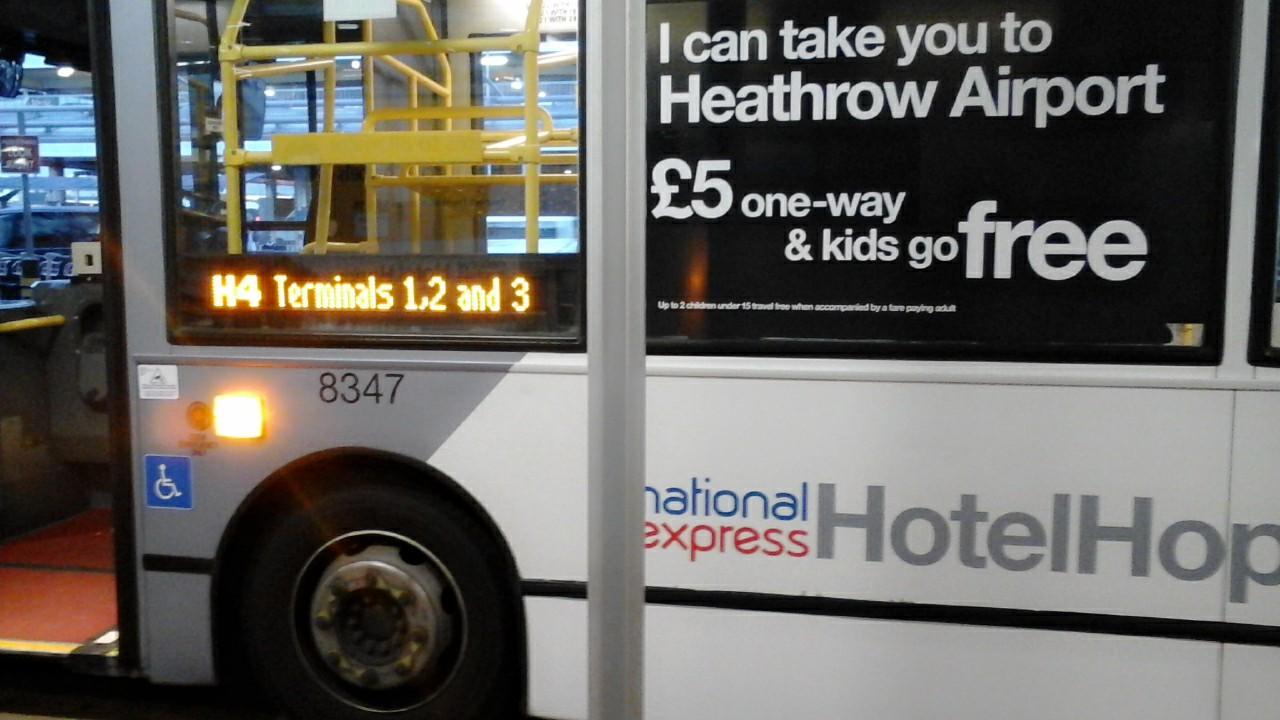 I can take you to
Heathrow Airport
£5 one-way
& kids go free
Up to 2 children under 15 travel free when accompanied by a fare paying adult
H4 Terminals 1,2 and 3
8347
national
express
HotelHop